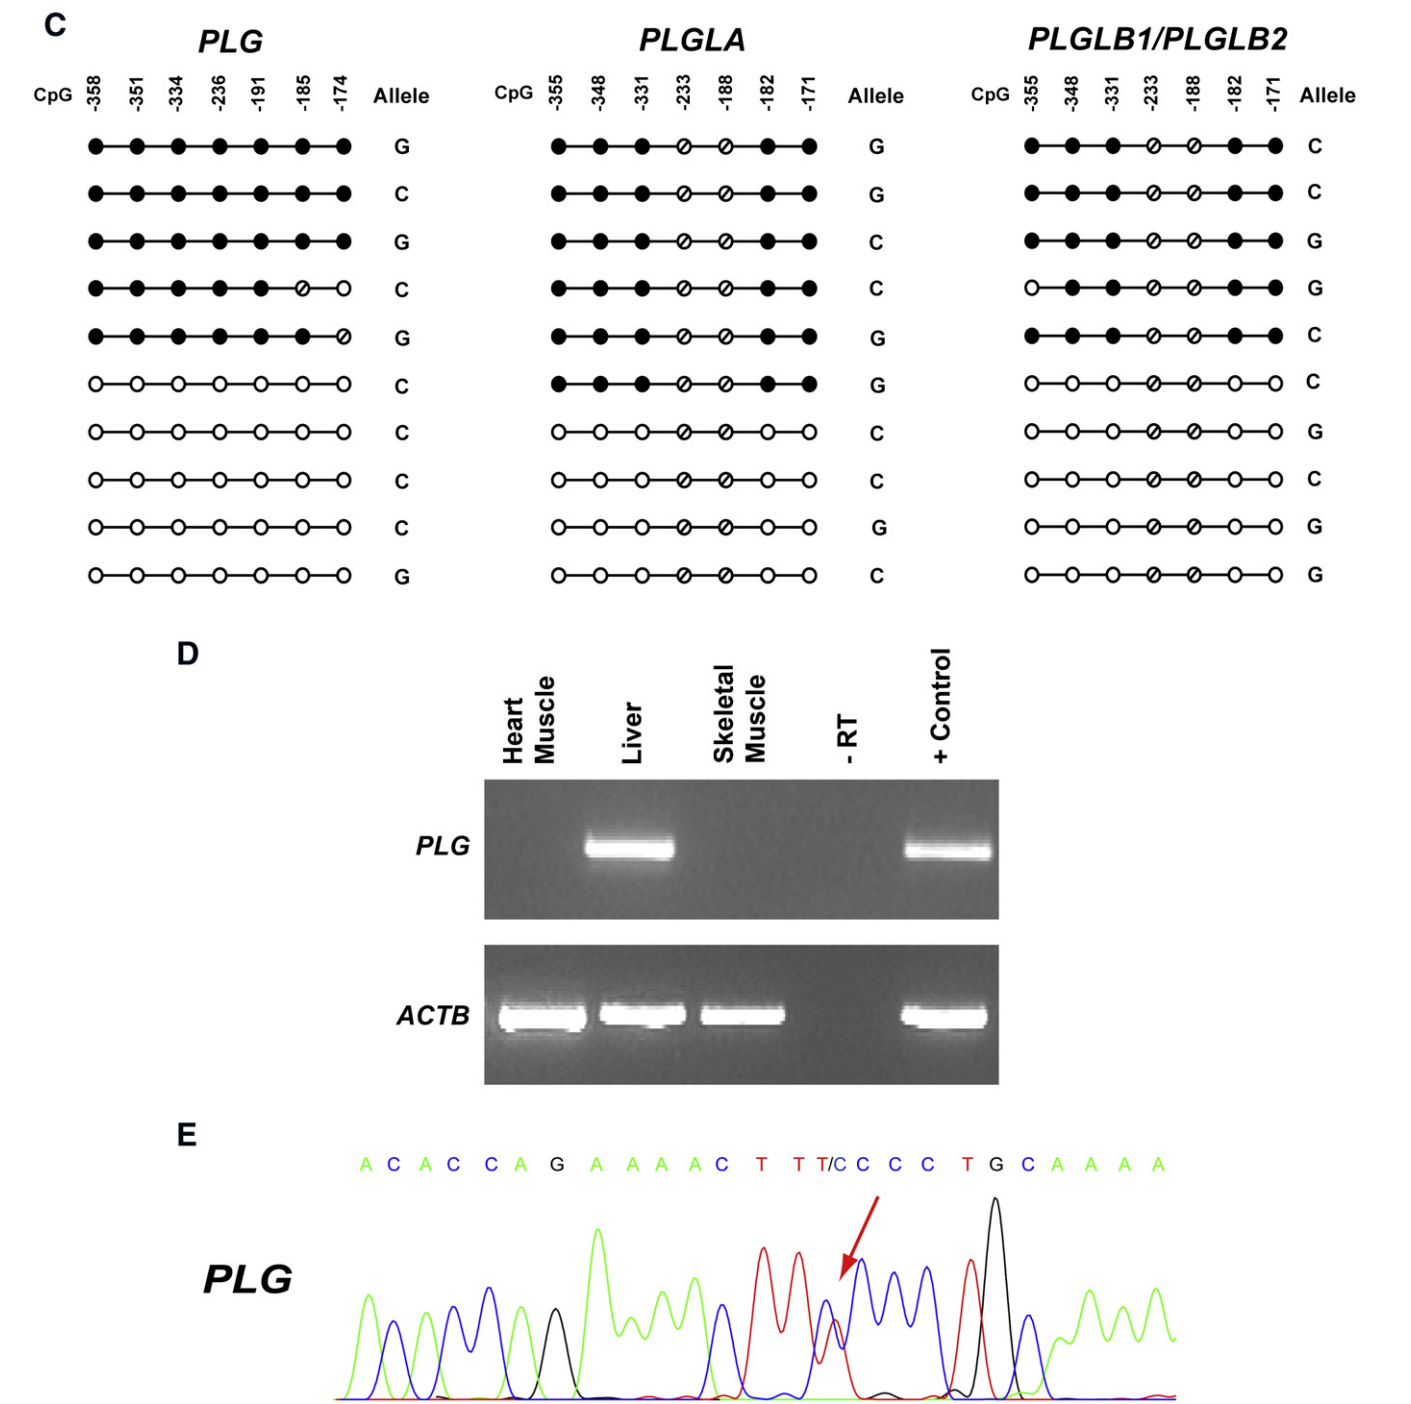 C
PLG PLGLA PLGLB1/PLGLB2
CpG -358 -351 -334 -236 -191 -185 -174 Allele CpG -355 -348 -331 -233 -188 -182 -171 Allele CpG -355 -348 -331 -233 -188 -182 -171 Allele
G G C
C G C
G C G
C C G
G G C
C G C
C C G
C C C
C G G
G C G
D
Heart Muscle Liver Skeletal Muscle - RT + Control
PLG
ACTB
E
A C A C C A G A A A A C T T T/C C C C T G C A A A A
PLG